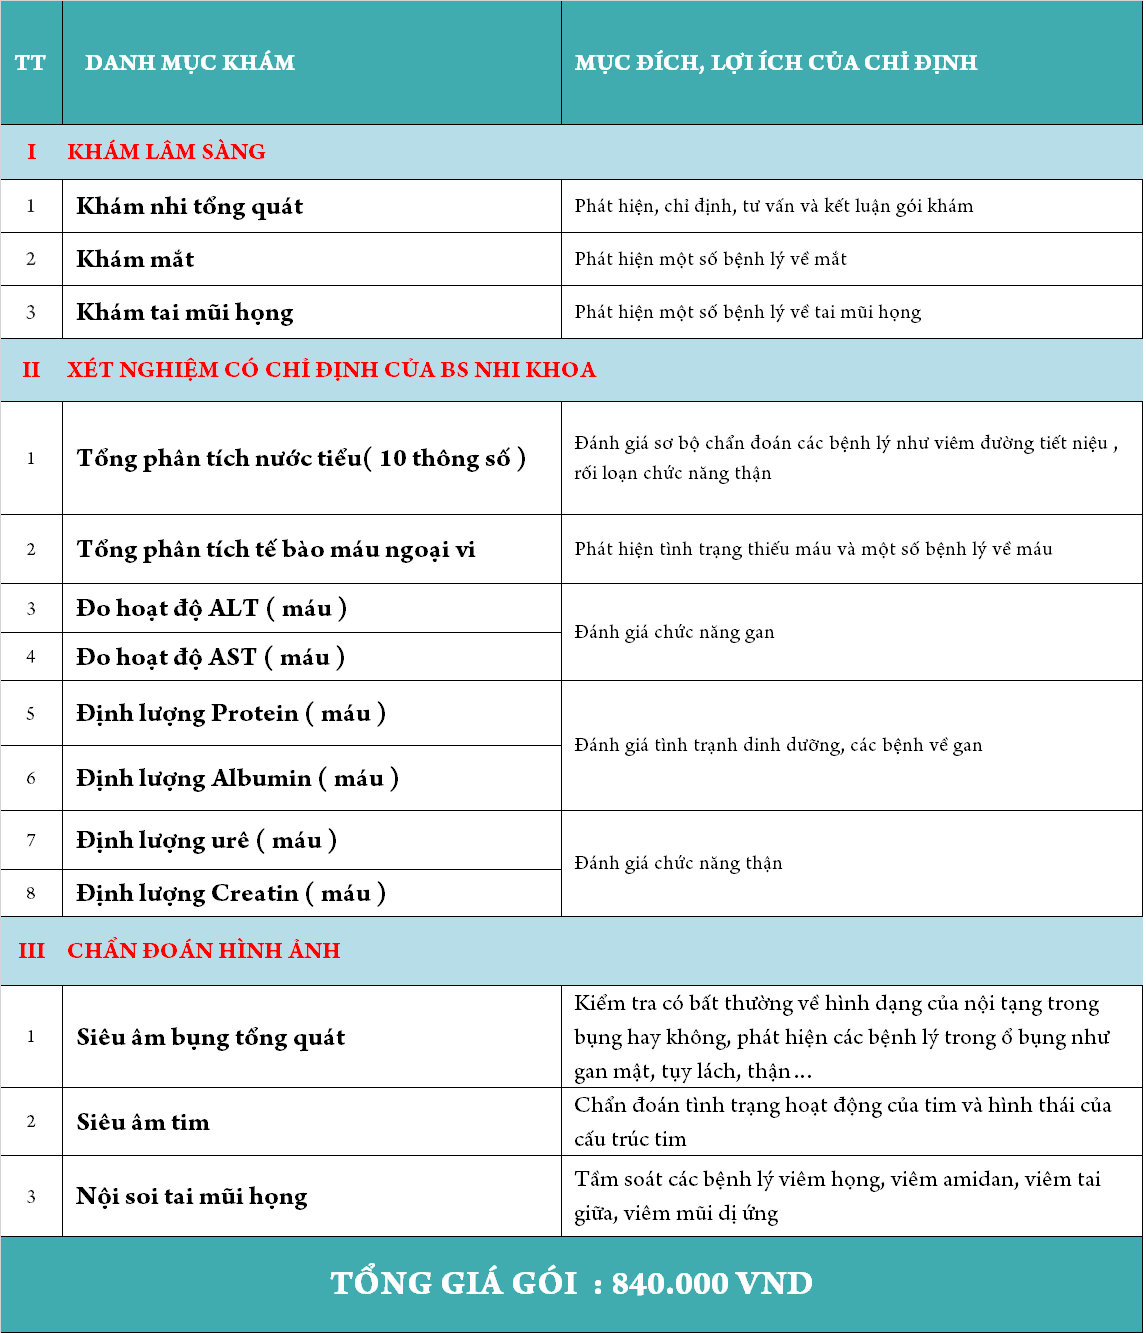 TT DANH MỤC KHÁM MỤC ĐÍCH, LỢI ÍCH CỦA CHỈ ĐỊNH
I KHÁM LÂM SÀNG
1 Khám nhi tổng quát Phát hiện, chỉ định, tư vấn và kết luận gói khám
2 Khám mắt Phát hiện một số bệnh lý về mắt
3 Khám tai mũi họng Phát hiện một số bệnh lý về tai mũi họng
II XÉT NGHIỆM CÓ CHỈ ĐỊNH CỦA BS NHI KHOA
1 Tổng phân tích nước tiểu( 10 thông số ) Đánh giá sơ bộ chẩn đoán các bệnh lý như viêm đường tiết niệu ,
rối loạn chức năng thận
2 Tổng phân tích tế bào máu ngoại vi Phát hiện tình trạng thiếu máu và một số bệnh lý về máu
3 Đo hoạt độ ALT ( máu )
Đánh giá chức năng gan
4 Đo hoạt độ AST ( máu )
5 Định lượng Protein ( máu )
Đánh giá tình trạnh dinh dưỡng, các bệnh về gan
6 Định lượng Albumin ( máu )
7 Định lượng urê ( máu )
Đánh giá chức năng thận
8 Định lượng Creatin ( máu )
III CHẨN ĐOÁN HÌNH ẢNH
1 Siêu âm bụng tổng quát Kiểm tra có bất thường về hình dạng của nội tạng trong
bụng hay không, phát hiện các bệnh lý trong ổ bụng như
gan mật, tụy lách, thận...
2 Siêu âm tim Chẩn đoán tình trạng hoạt động của tim và hình thái của
cấu trúc tim
3 Nội soi tai mũi họng Tầm soát các bệnh lý viêm họng, viêm amidan, viêm tai
giữa, viêm mũi dị ứng
TỔNG GIÁ GÓI : 840.000 VND